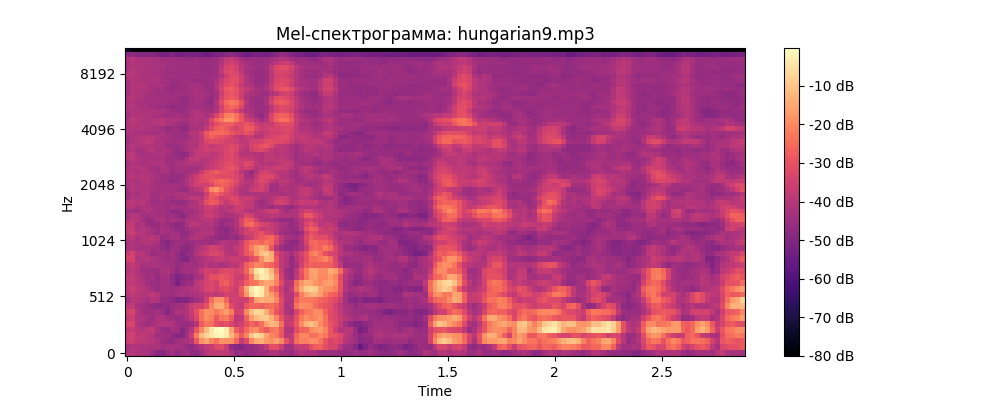 Mel-спектрограмма: hungarian9.mp3
8192
4096
2048
1024
512
0
Hz
0
0.5
1
1.5
2
2.5
Time
-10 dB
-20 dB
-30 dB
-40 dB
-50 dB
-60 dB
-70 dB
-80 dB